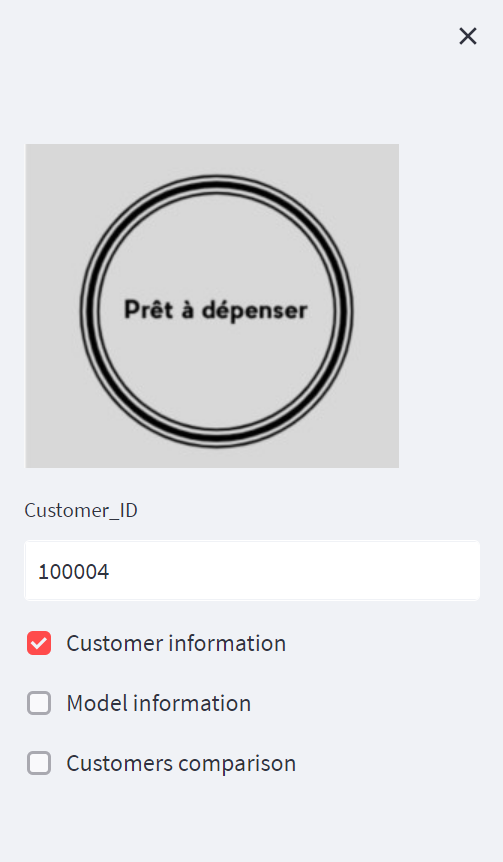 Prêt à dépenser
Customer_ID
100004
Customer information
Model information
Customers comparison